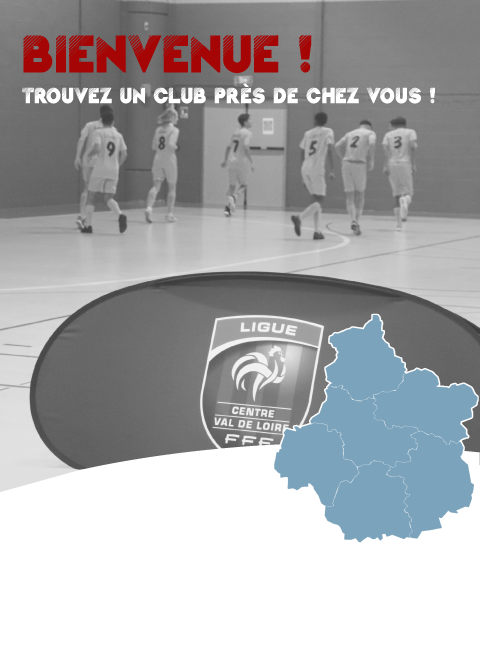 BIENVENUE !
TROUVEZ UN CLUB PRÈS DE CHEZ VOUS !
9
8
7
5
2
3
LIGUE
CENTRE
VAL DE LOIRE
FFF